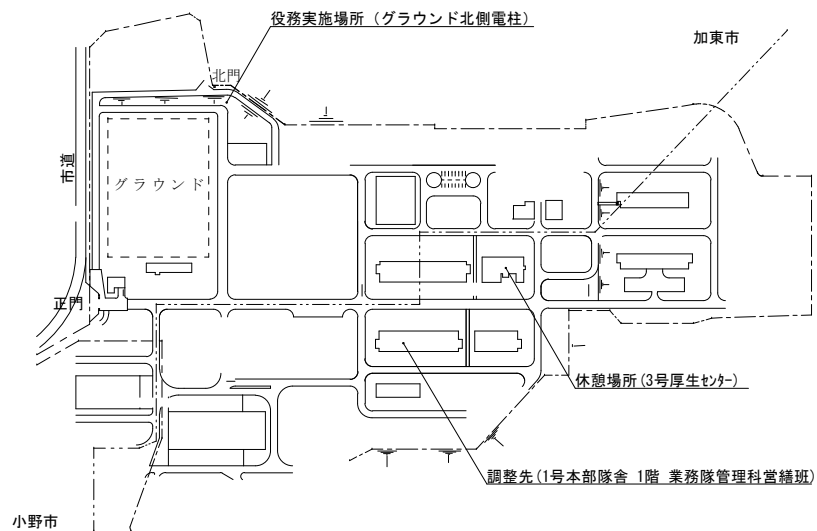 役務実施場所（グラウンド北側電柱）
加東市
北門
市道
グラウンド
正門
休憩場所(3号厚生センター)
調整先(1号本部隊舎 1階 業務隊管理科営繕班)
小野市